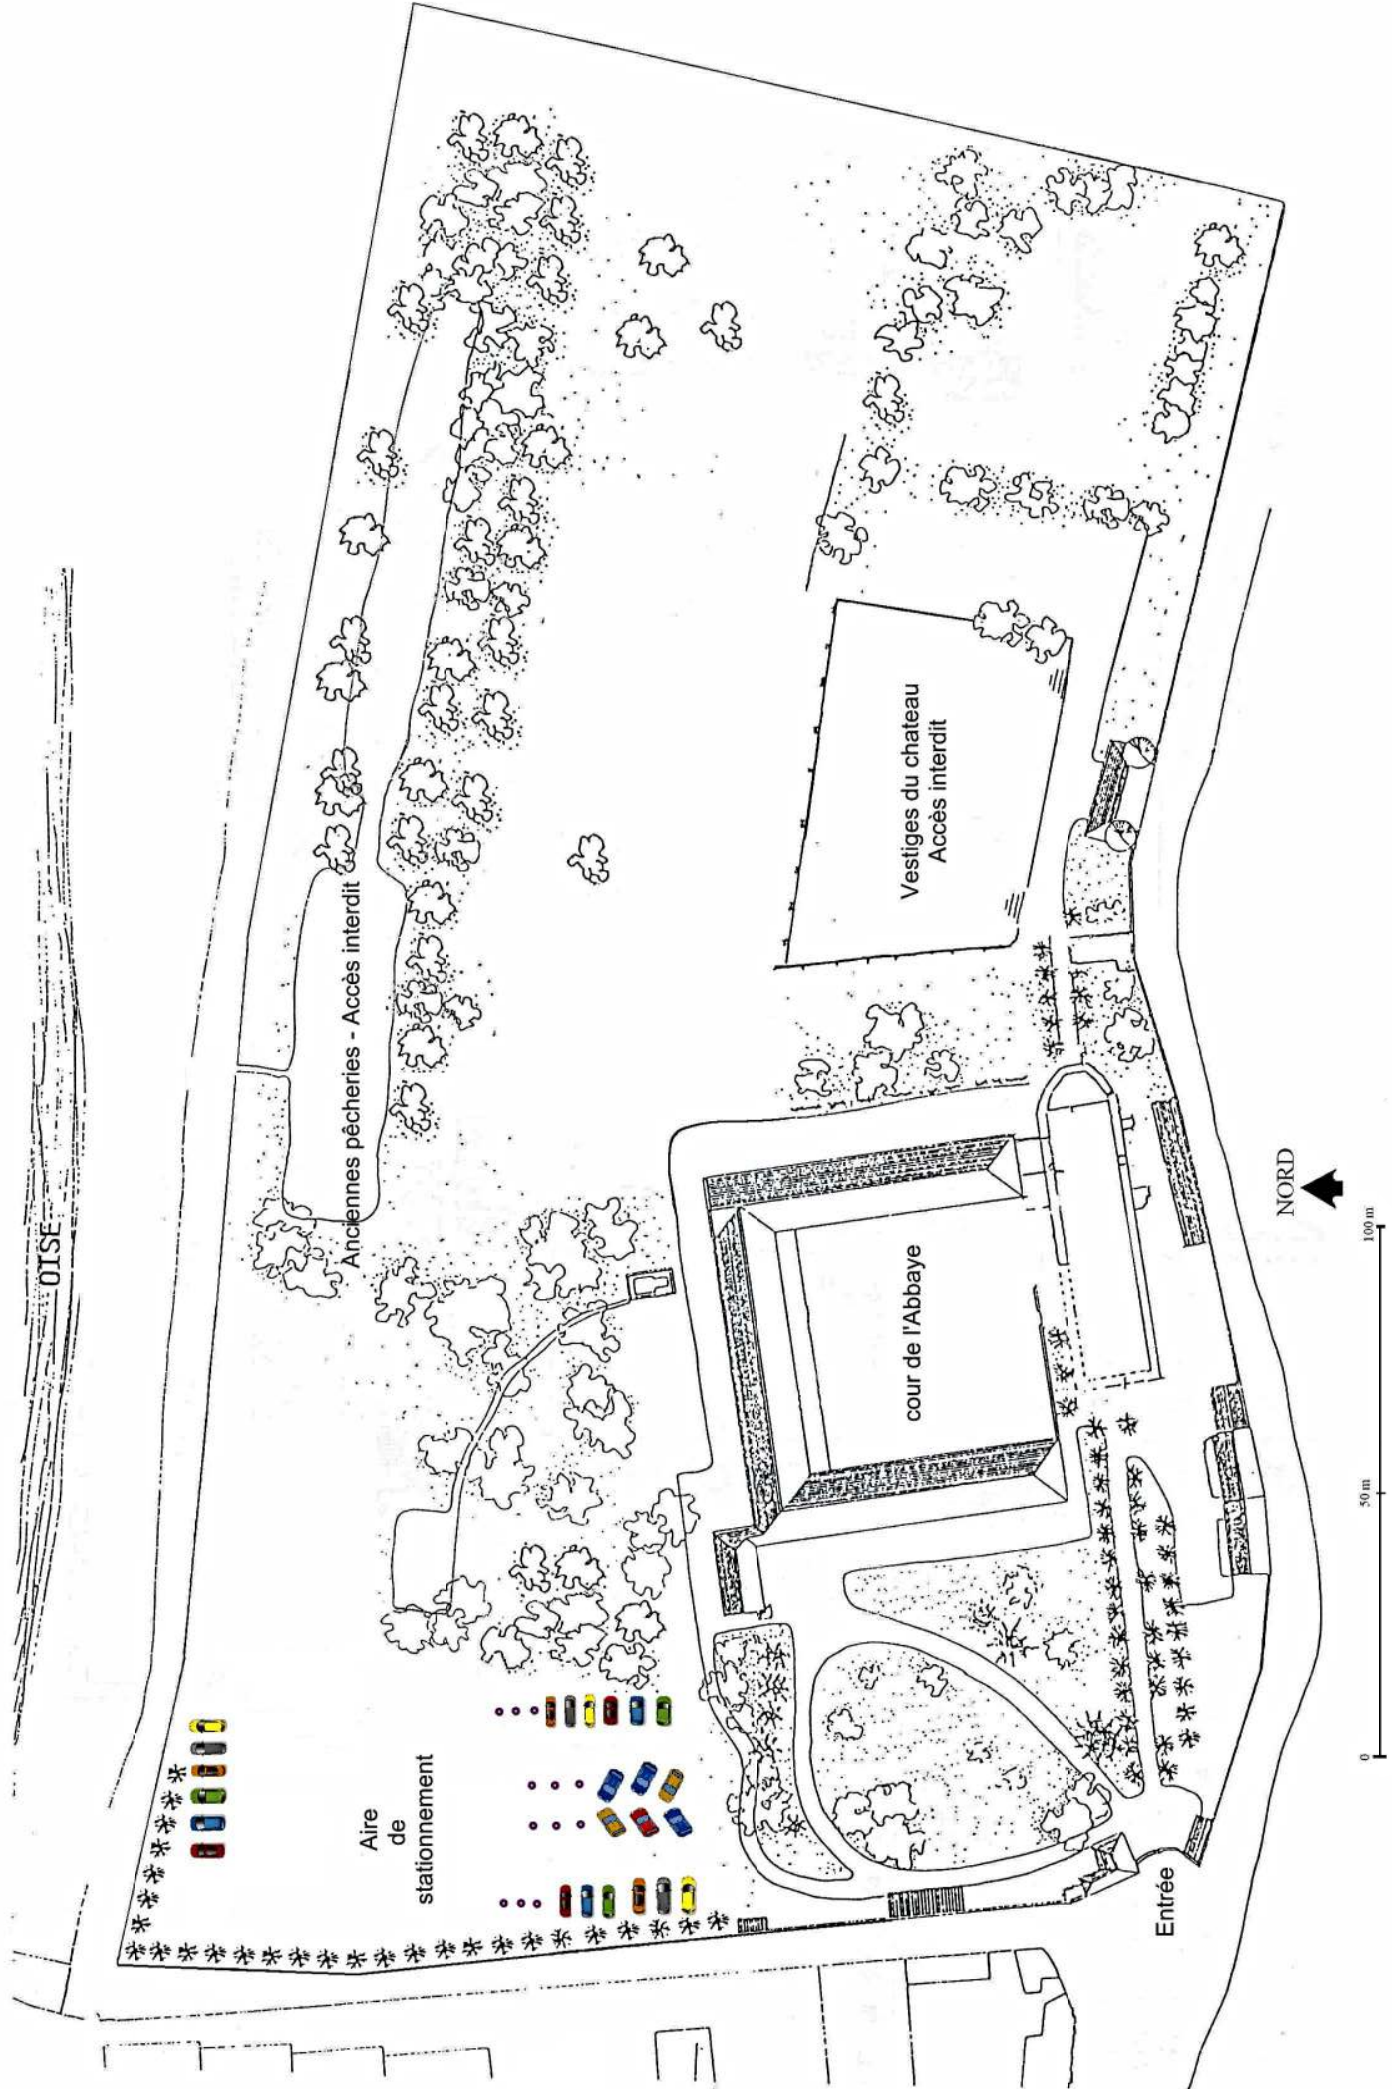 OISE
Anciennes pêcheries - Accès interdit
Aire
de
stationnement
Vestiges du chateau
Accès interdit
cour de l'Abbaye
Entrée
NORD
0
50 m
100 m